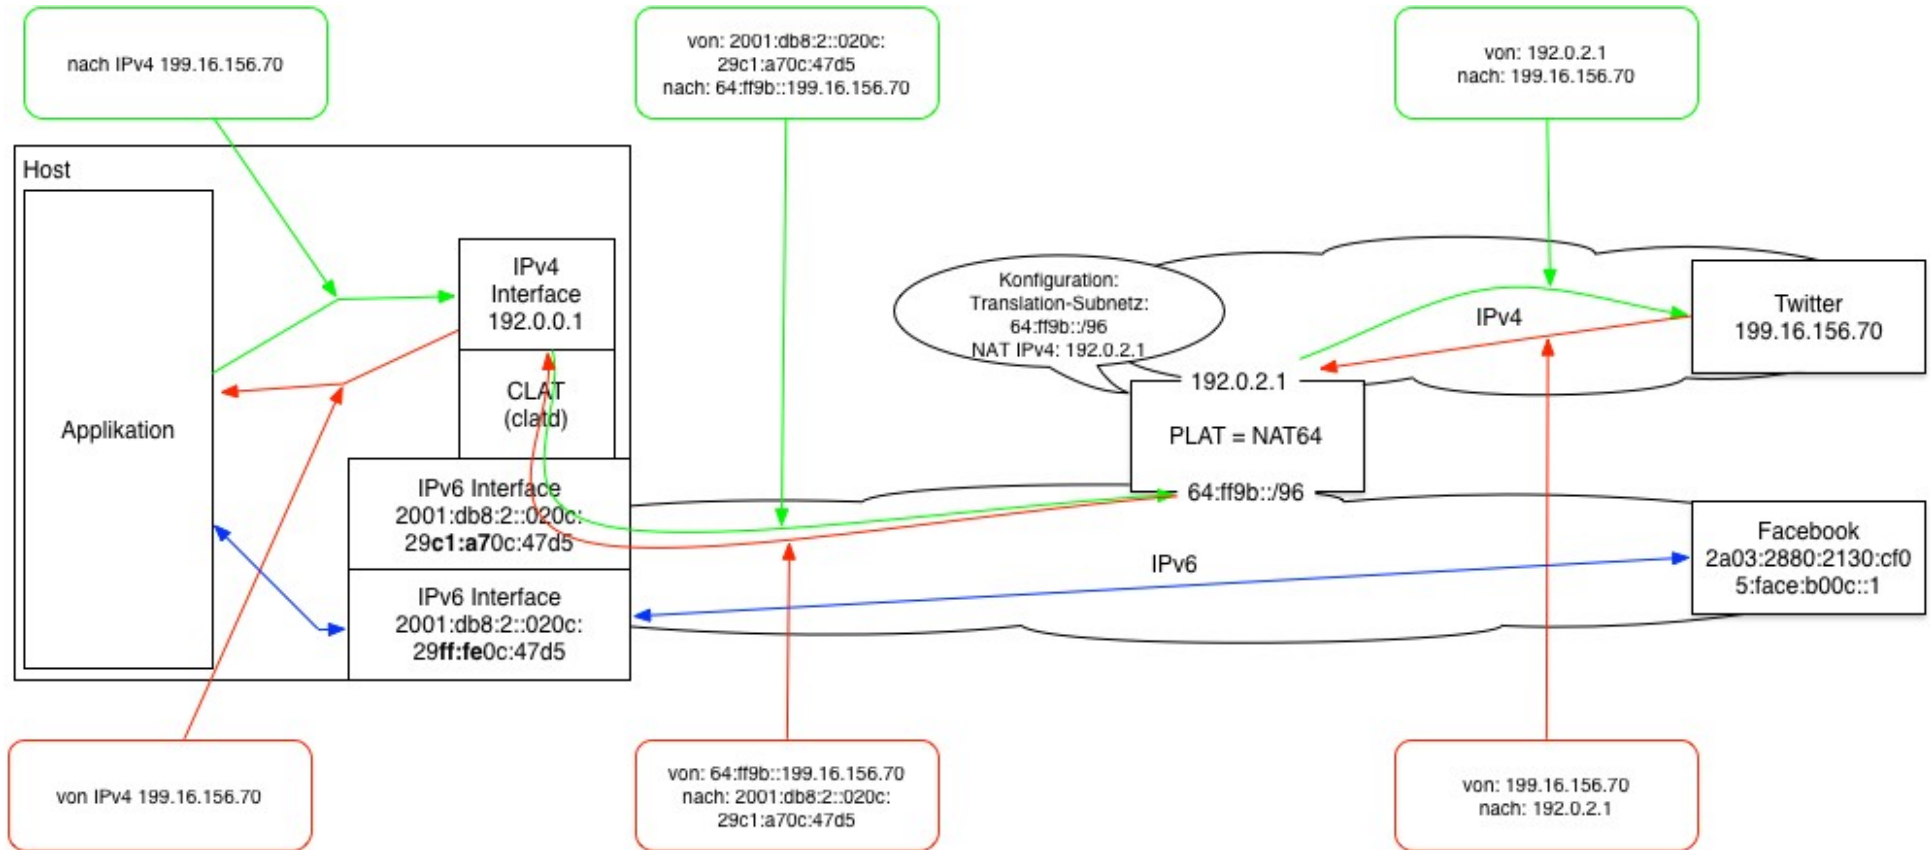 nach IPv4 199.16.156.70
von: 2001:db8:2::020c:
29c1:a70c:47d5
nach: 64:ff9b::199.16.156.70
von: 192.0.2.1
nach: 199.16.156.70
Host
Applikation
IPv4
Interface
192.0.0.1
CLAT
(clatd)
IPv6 Interface
2001:db8:2::020c:
29c1:a70c:47d5
IPv6 Interface
2001:db8:2::020c:
29ff:fe0c:47d5
Konfiguration:
Translation-Subnetz:
64:ff9b::/96
NAT IPv4: 192.0.2.1
192.0.2.1
PLAT = NAT64
64:ff9b::/96
IPv4
Twitter
199.16.156.70
IPv6
Facebook
2a03:2880:2130:cf0
5:face:b00c::1
von IPv4 199.16.156.70
von: 64:ff9b::199.16.156.70
nach: 2001:db8:2::020c:
29c1:a70c:47d5
von: 199.16.156.70
nach: 192.0.2.1